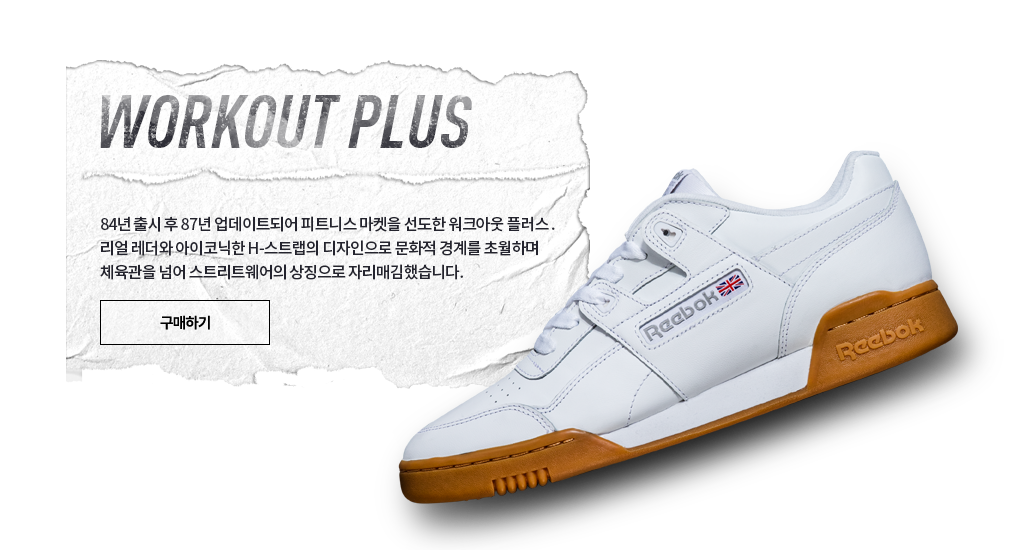 WORKOUT PLUS
84년 출시 후 87년 업데이트되어 피트니스 마켓을 선도한 워크아웃 플러스.
리얼 레더와 아이코닉한 H-스트랩의 디자인으로 문화적 경계를 초월하며
체육관을 넘어 스트리트웨어의 상징으로 자리매김했습니다.
구매하기
Reebok
Reebok